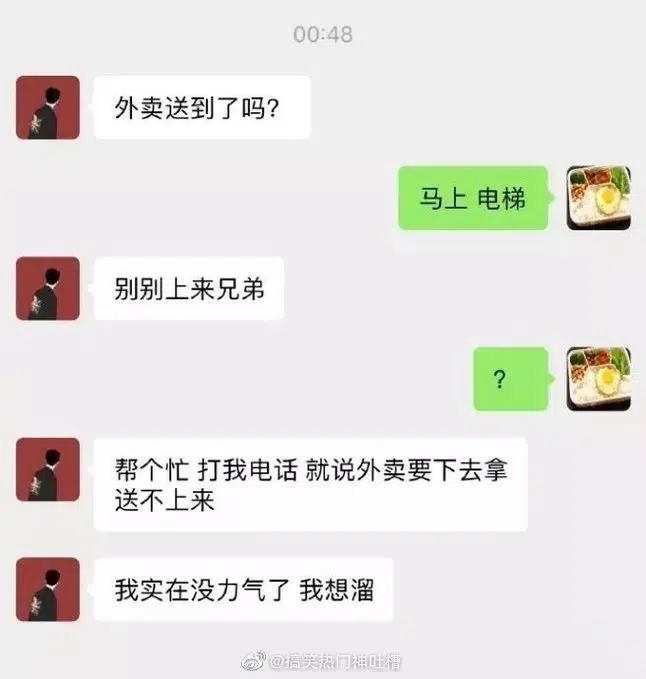 00:48
外卖送到了吗?
马上 电梯
别别上来兄弟
?
帮个忙 打我电话 就说外卖要下去拿
送不上来
我实在没力气了 我想溜
@搞笑热门神吐槽